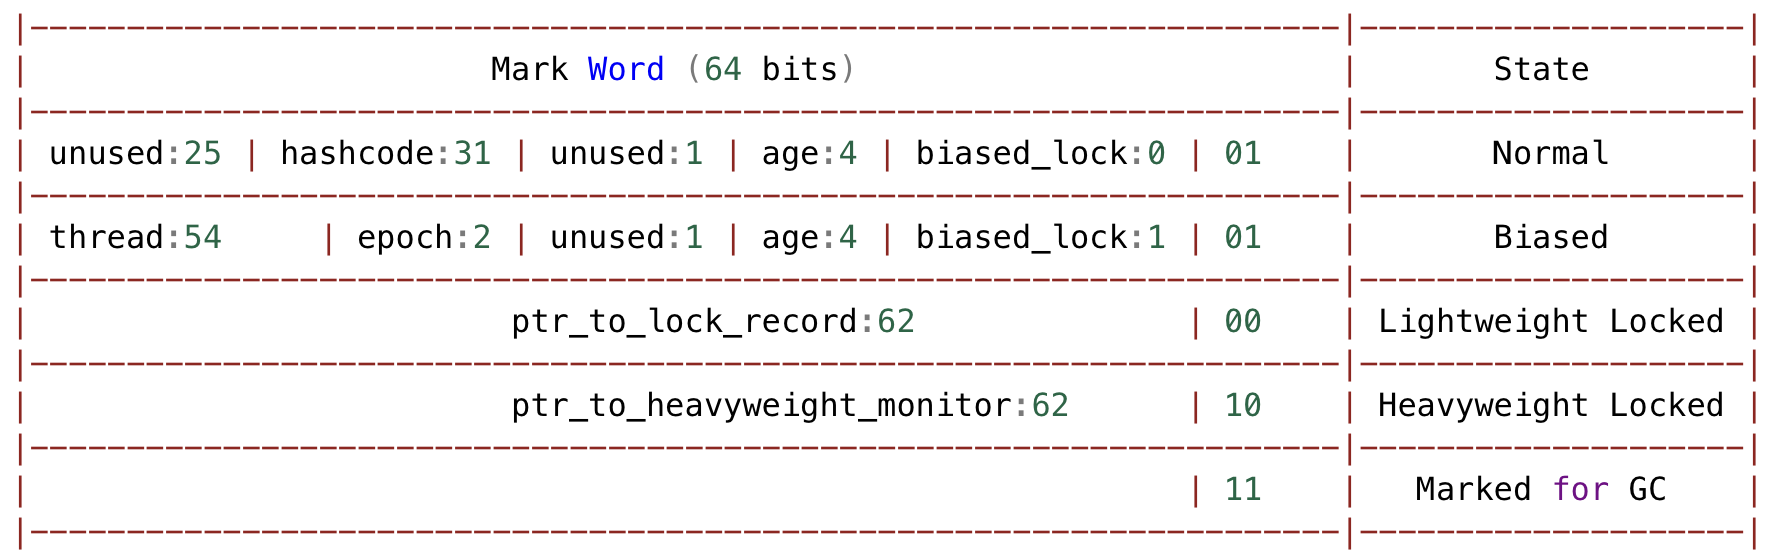 |--------------------------------------------------------------------|--------------------|
| Mark Word (64 bits) | State |
|--------------------------------------------------------------------|--------------------|
| unused:25 | hashcode:31 | unused:1 | age:4 | biased_lock:0 | 01 | Normal |
|--------------------------------------------------------------------|--------------------|
| thread:54 | epoch:2 | unused:1 | age:4 | biased_lock:1 | 01 | Biased |
|--------------------------------------------------------------------|--------------------|
| ptr_to_lock_record:62 | 00 | Lightweight Locked |
|--------------------------------------------------------------------|--------------------|
| ptr_to_heavyweight_monitor:62 | 10 | Heavyweight Locked |
|--------------------------------------------------------------------|--------------------|
| | 11 | Marked for GC |
|--------------------------------------------------------------------|--------------------|